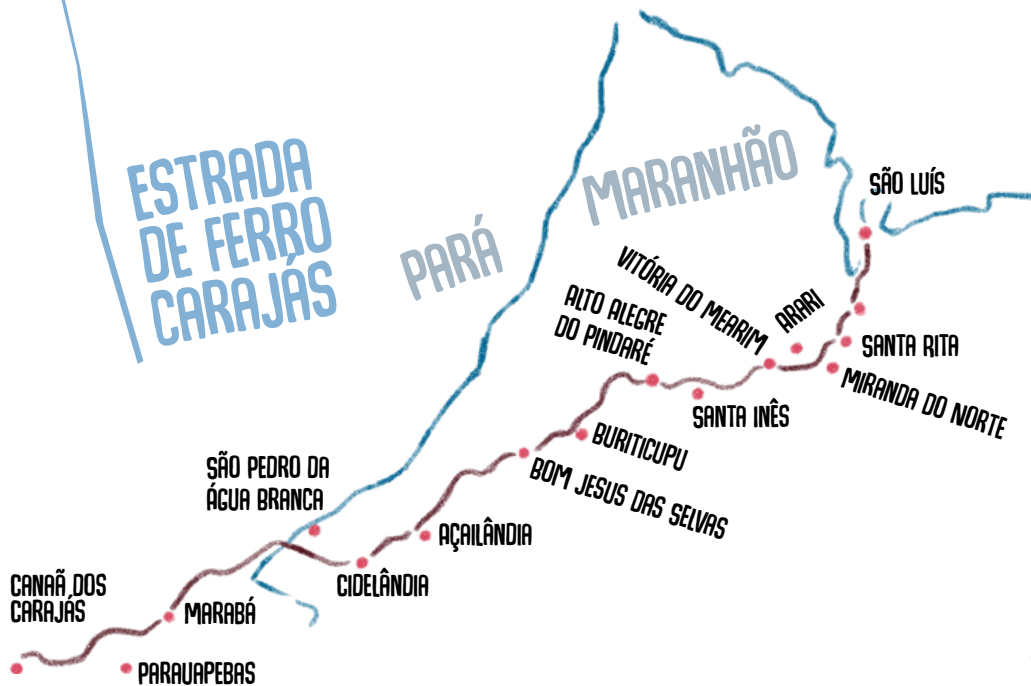 ESTRADA
DE FERRO
CARAJÁS
PARÁ
MARANHÃO
SÃO LUÍS
VITÓRIA DO MEARIM
ARARI
ALTO ALEGRE
DO PINDARÉ
SANTA RITA
MIRANDA DO NORTE
SANTA INÊS
BURITICUPU
BOM JESUS DAS SELVAS
SÃO PEDRO DA
ÁGUA BRANCA
AÇAILÂNDIA
CIDELÂNDIA
CANAÃ DOS
CARAJÁS
MARABÁ
PARAUAPEBAS